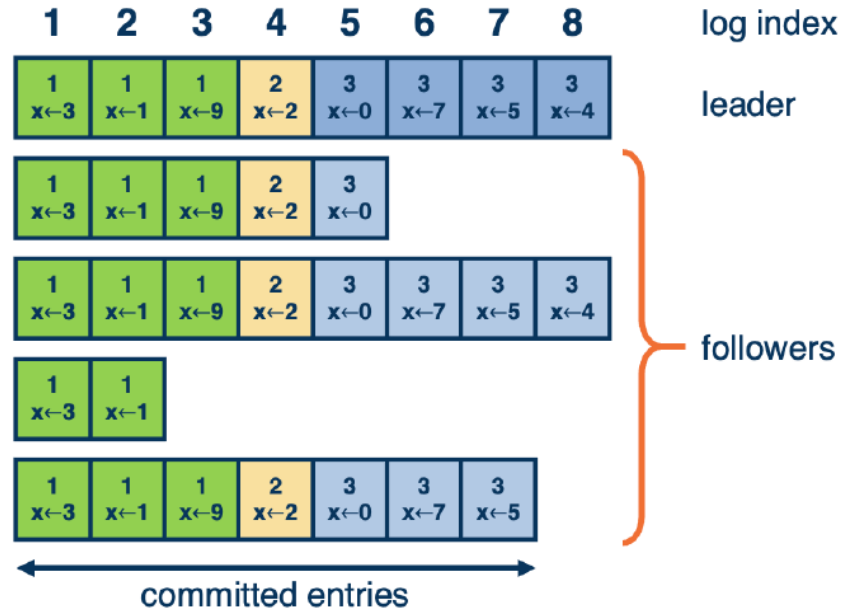 1 2 3 4 5 6 7 8 log index
1 1 1 2 3 3 3 3
x←3 x←1 x←9 x←2 x←0 x←7 x←5 x←4
leader
1 1 1 2 3
x←3 x←1 x←9 x←2 x←0
1 1 1 2 3 3 3 3
x←3 x←1 x←9 x←2 x←0 x←7 x←5 x←4
followers
1 1
x←3 x←1
1 1 1 2 3 3 3
x←3 x←1 x←9 x←2 x←0 x←7 x←5
committed entries